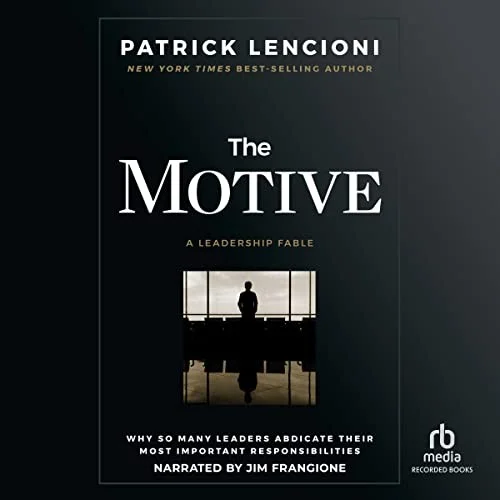 PATRICK LENCIONI
NEW YORK TIMES BEST-SELLING AUTHOR
The
MOTIVE
A LEADERSHIP FABLE
WHY SO MANY LEADERS ABDICATE THEIR
MOST IMPORTANT RESPONSIBILITIES
NARRATED BY JIM FRANGIONE
rb
media
RECORDED BOOKS